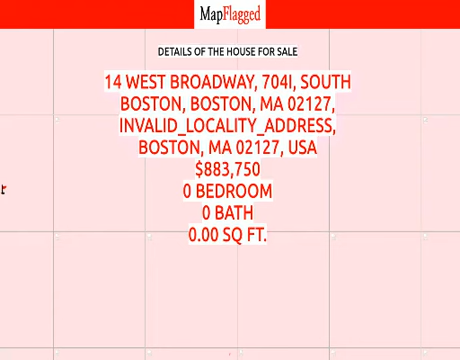 MapFlagged
DETAILS OF THE HOUSE FOR SALE
14 WEST BROADWAY, 704I, SOUTH
BOSTON, BOSTON, MA 02127,
INVALID_LOCALITY_ADDRESS,
BOSTON, MA 02127, USA
$883,750
0 BEDROOM
0 BATH
0.00 SQ FT.
r